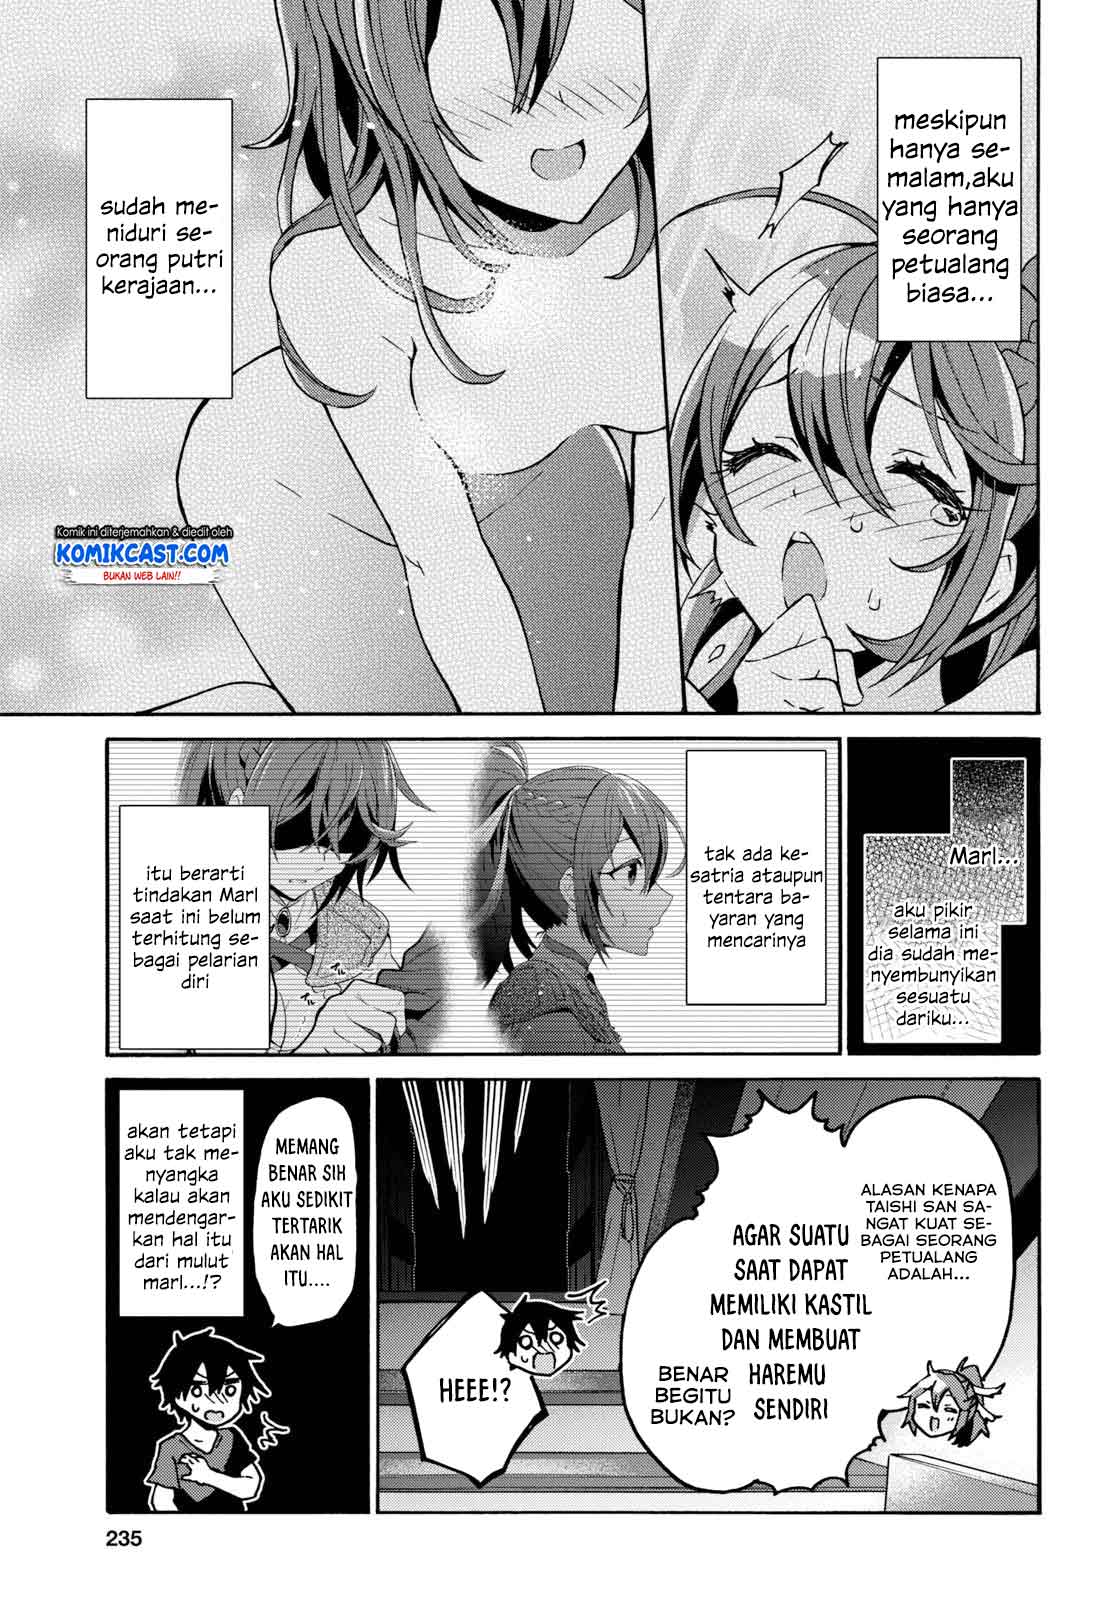 meskipun
hanya se-
malam,aku
yang hanya
seorang
petualang
biasa...
sudah me-
niduri se-
orang putri
kerajaan...
Komik ini diterjemahkan & diedit oleh
KOMIKCAST.COM
BUKAN WEB LAIN!!
Marl...
aku pikir
selama ini
dia sudah me-
nyembunyikan
sesuatu
dariku...
tak ada ke-
satria ataupun
tentara ba-
yaran yang
mencarinya
itu berarti
tindakan Marl
saat ini belum
terhitung se-
bagai pelarian
diri
ALASAN KENAPA
TAISHI SAN SA-
NGAT KUAT SE-
BAGAI SEORANG
PETUALANG
ADALAH...
AGAR SUATU
SAAT DAPAT
MEMILIKI KASTIL
DAN MEMBUAT
HAREMU
SENDIRI
BENAR
BEGITU
BUKAN?
HEEE!?
MEMANG
BENAR SIH
AKU SEDIKIT
TERTARIK
AKAN HAL
ITU....
akan tetapi
aku tak me-
nyangka
kalau akan
mendengar-
kan hal itu
dari mulut
marl...!?
235